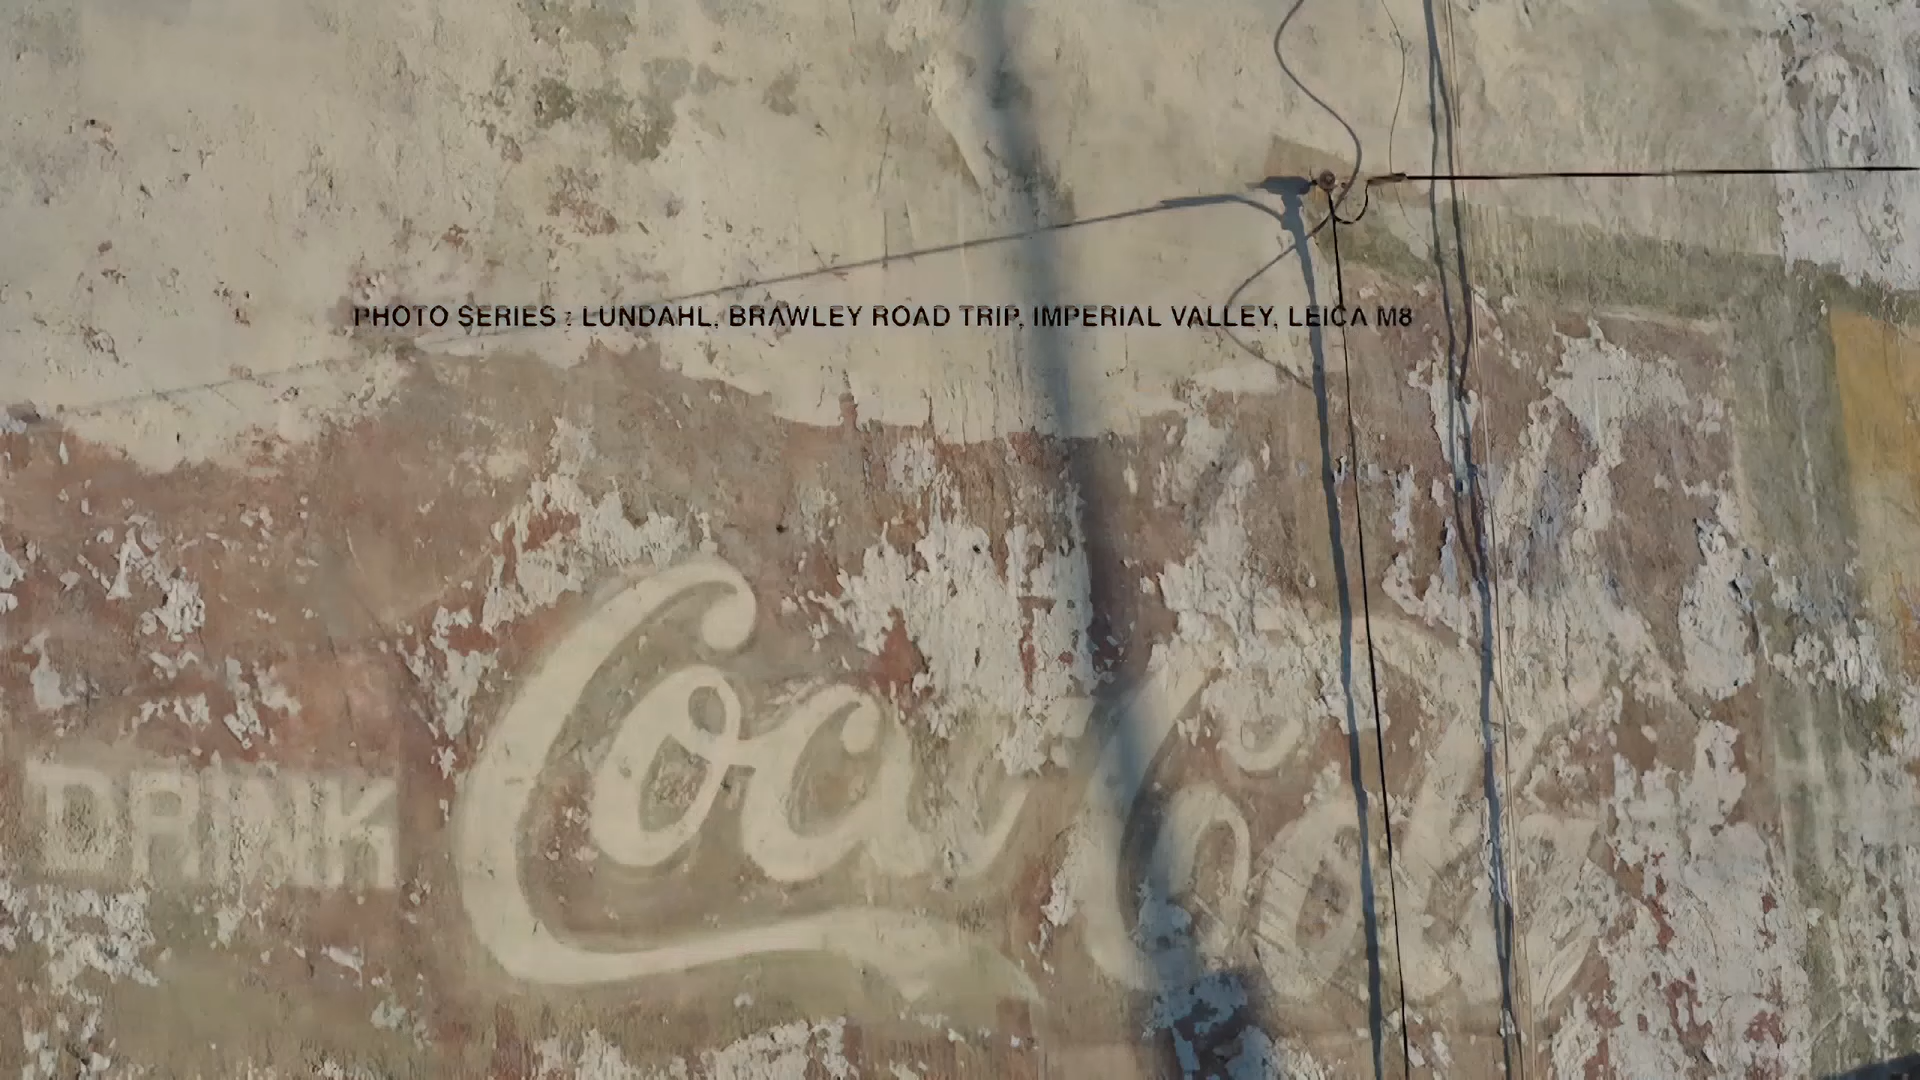 PHOTO SERIES : LUNDAHL, BRAWLEY ROAD TRIP, IMPERIAL VALLEY, LEICA M8
DRINK Coca Cola